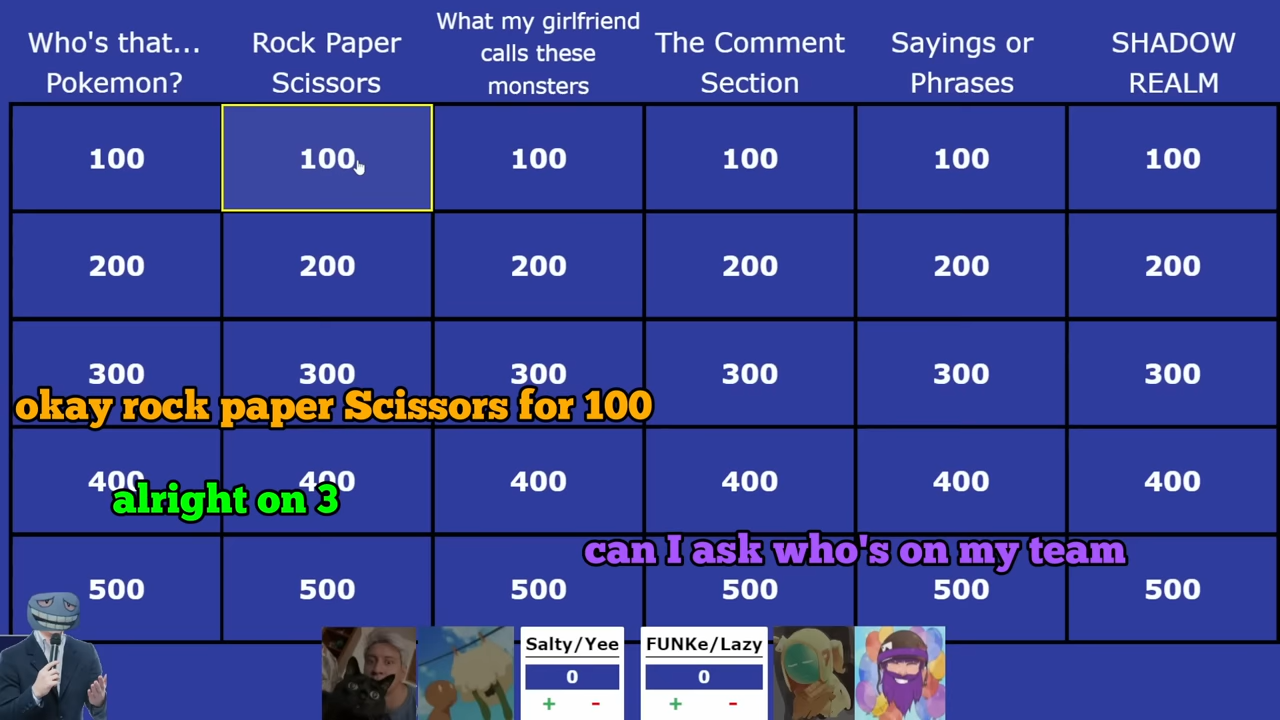 Who's that...
Pokemon?
Rock Paper
Scissors
What my girlfriend
calls these
monsters
The Comment
Section
Sayings or
Phrases
SHADOW
REALM
100 100 100 100 100 100
200 200 200 200 200 200
300 300 300 300 300 300
okay rock paper Scissors for 100
400 400 400 400 400 400
alright on 3
can I ask who's on my team
500 500 500 500 500 500
Salty/Yee
0
+ -
FUNKe/Lazy
0
+ -